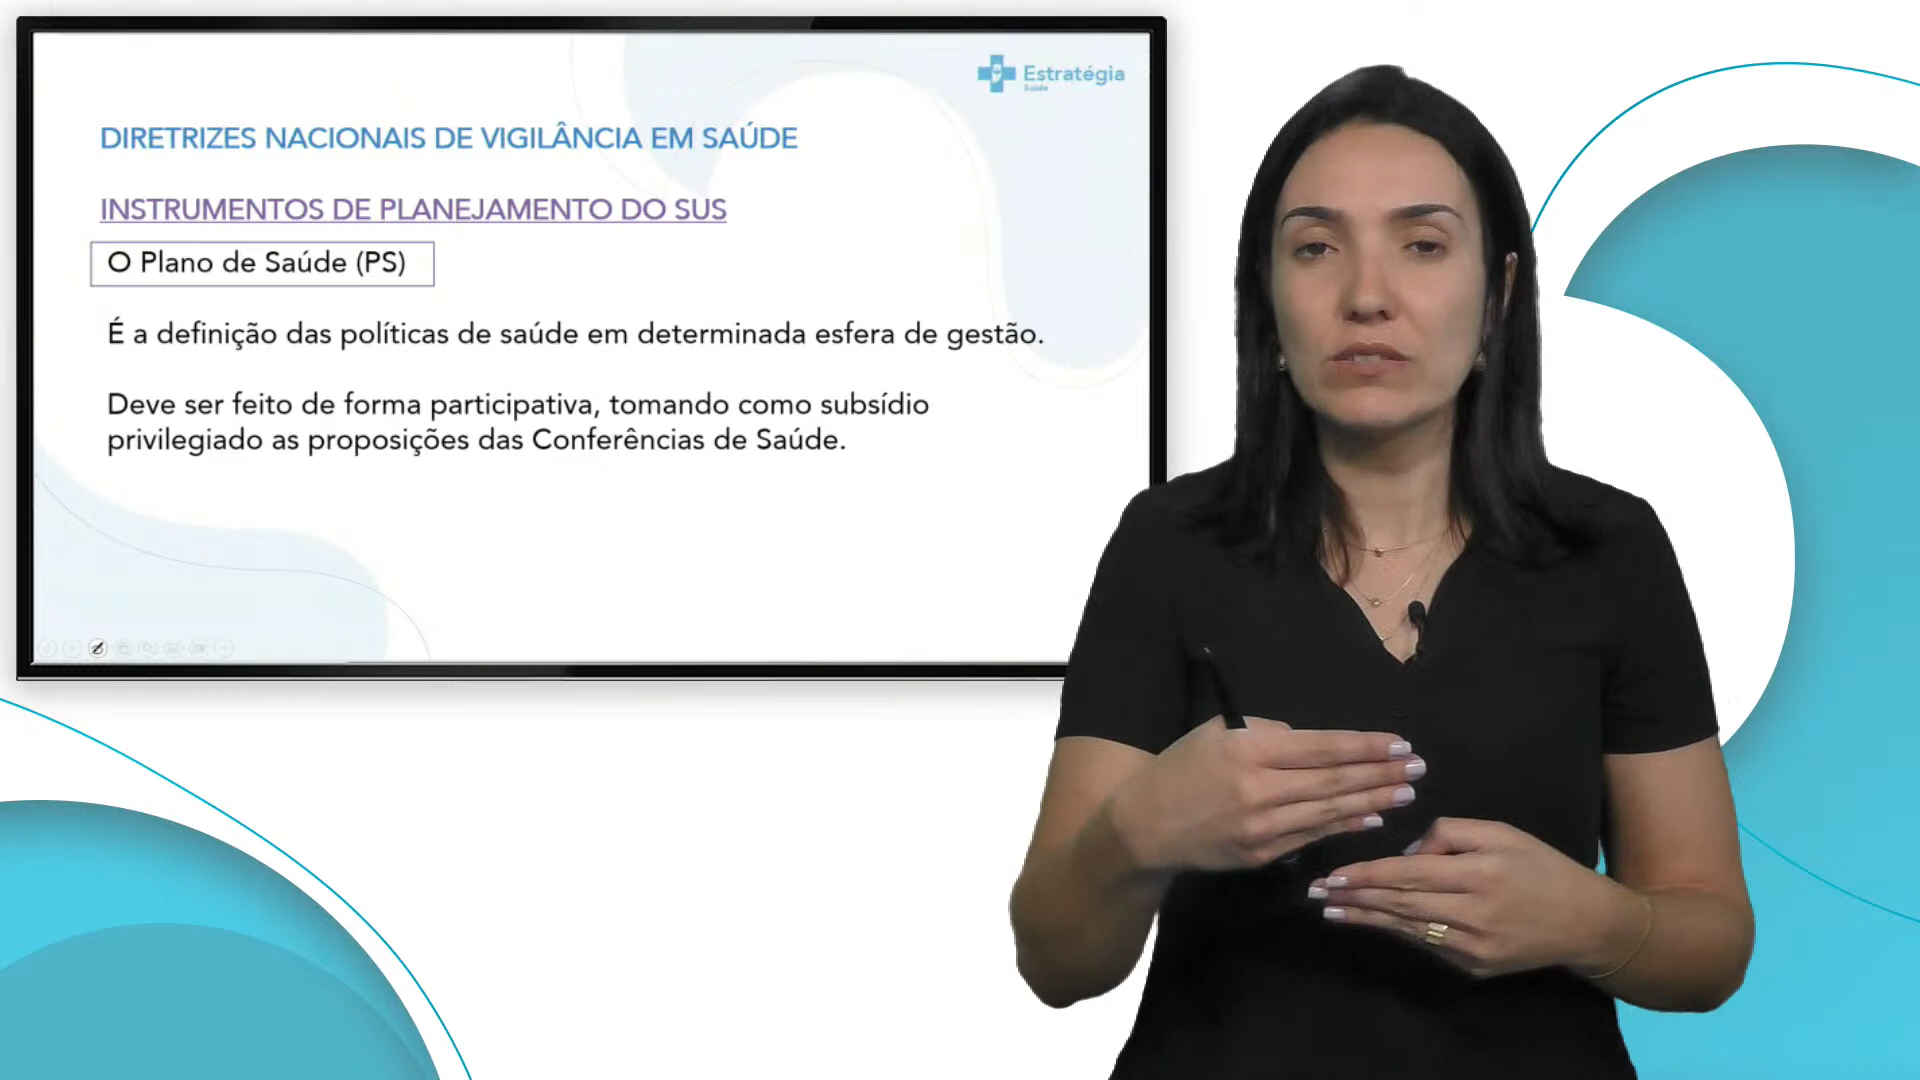 Estratégia
Saúde
DIRETRIZES NACIONAIS DE VIGILÂNCIA EM SAÚDE
INSTRUMENTOS DE PLANEJAMENTO DO SUS
O Plano de Saúde (PS)
É a definição das políticas de saúde em determinada esfera de gestão.
Deve ser feito de forma participativa, tomando como subsídio
privilegiado as proposições das Conferências de Saúde.